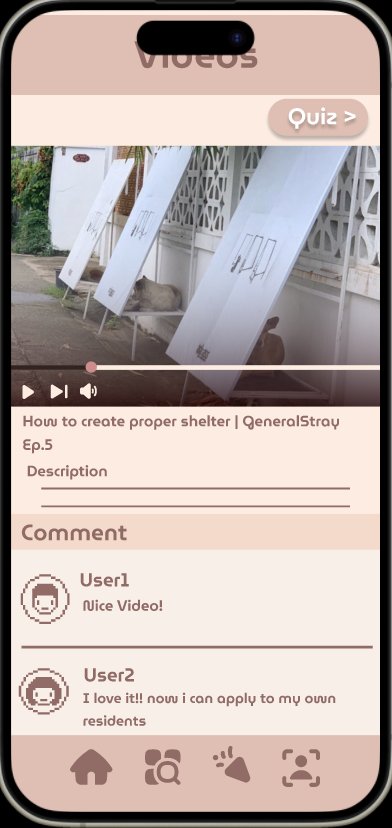 Videos
Quiz >
How to create proper shelter | GeneralStray
Ep.5
Description
Comment
User1
Nice Video!
User2
I love it!! now i can apply to my own
residents